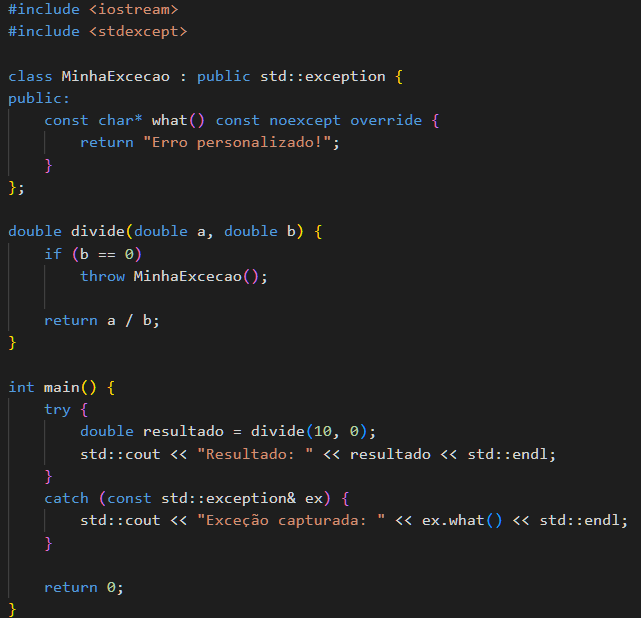 #include <iostream>
#include <stdexcept>

class MinhaExcecao : public std::exception {
public:
    const char* what() const noexcept override {
        return "Erro personalizado!";
    }
};

double divide(double a, double b) {
    if (b == 0)
        throw MinhaExcecao();

    return a / b;
}

int main() {
    try {
        double resultado = divide(10, 0);
        std::cout << "Resultado: " << resultado << std::endl;
    }
    catch (const std::exception& ex) {
        std::cout << "Exceção capturada: " << ex.what() << std::endl;
    }

    return 0;
}